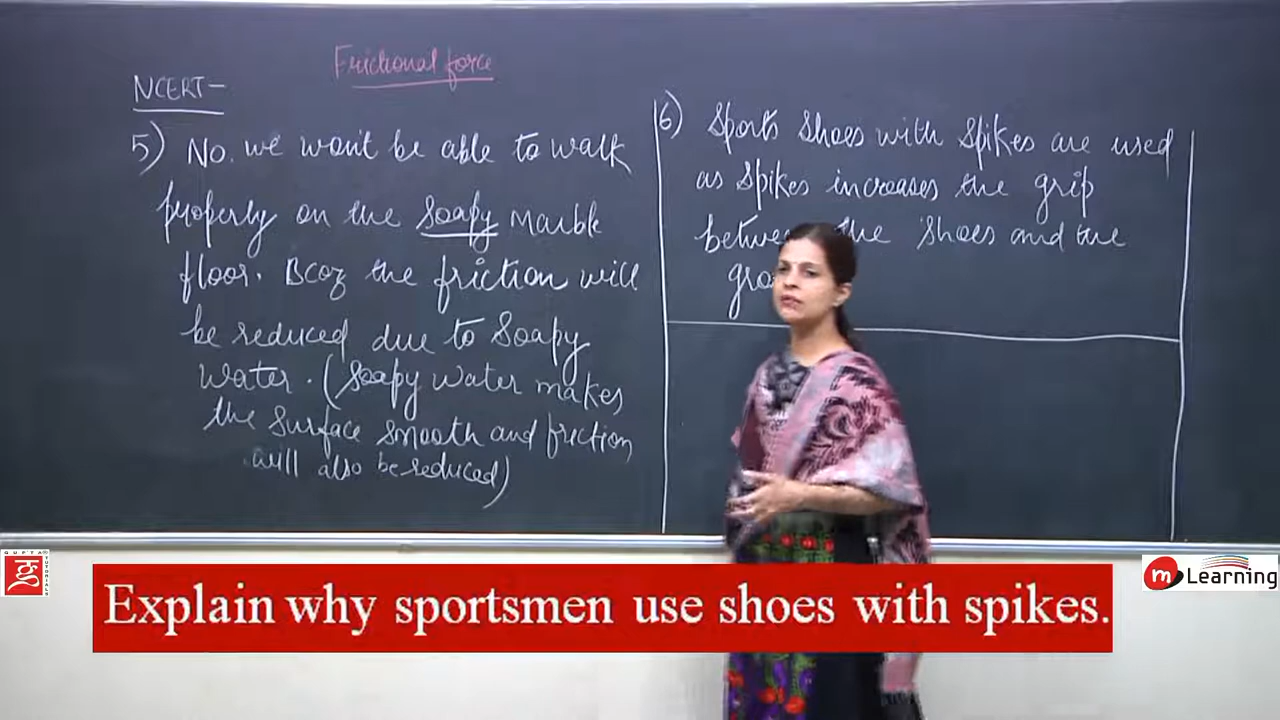 Frictional force
NCERT-
5) No. we won't be able to walk
properly on the soapy marble
floor. Bcoz the friction will
be reduced due to soapy
water. (Soapy water makes
the surface smooth and friction
will also be reduced)
6) Sports shoes with spikes are used
as spikes increases the grip
the shoes and the
GUPTA
TUTORIALS
m Learning
Explain why sportsmen use shoes with spikes.